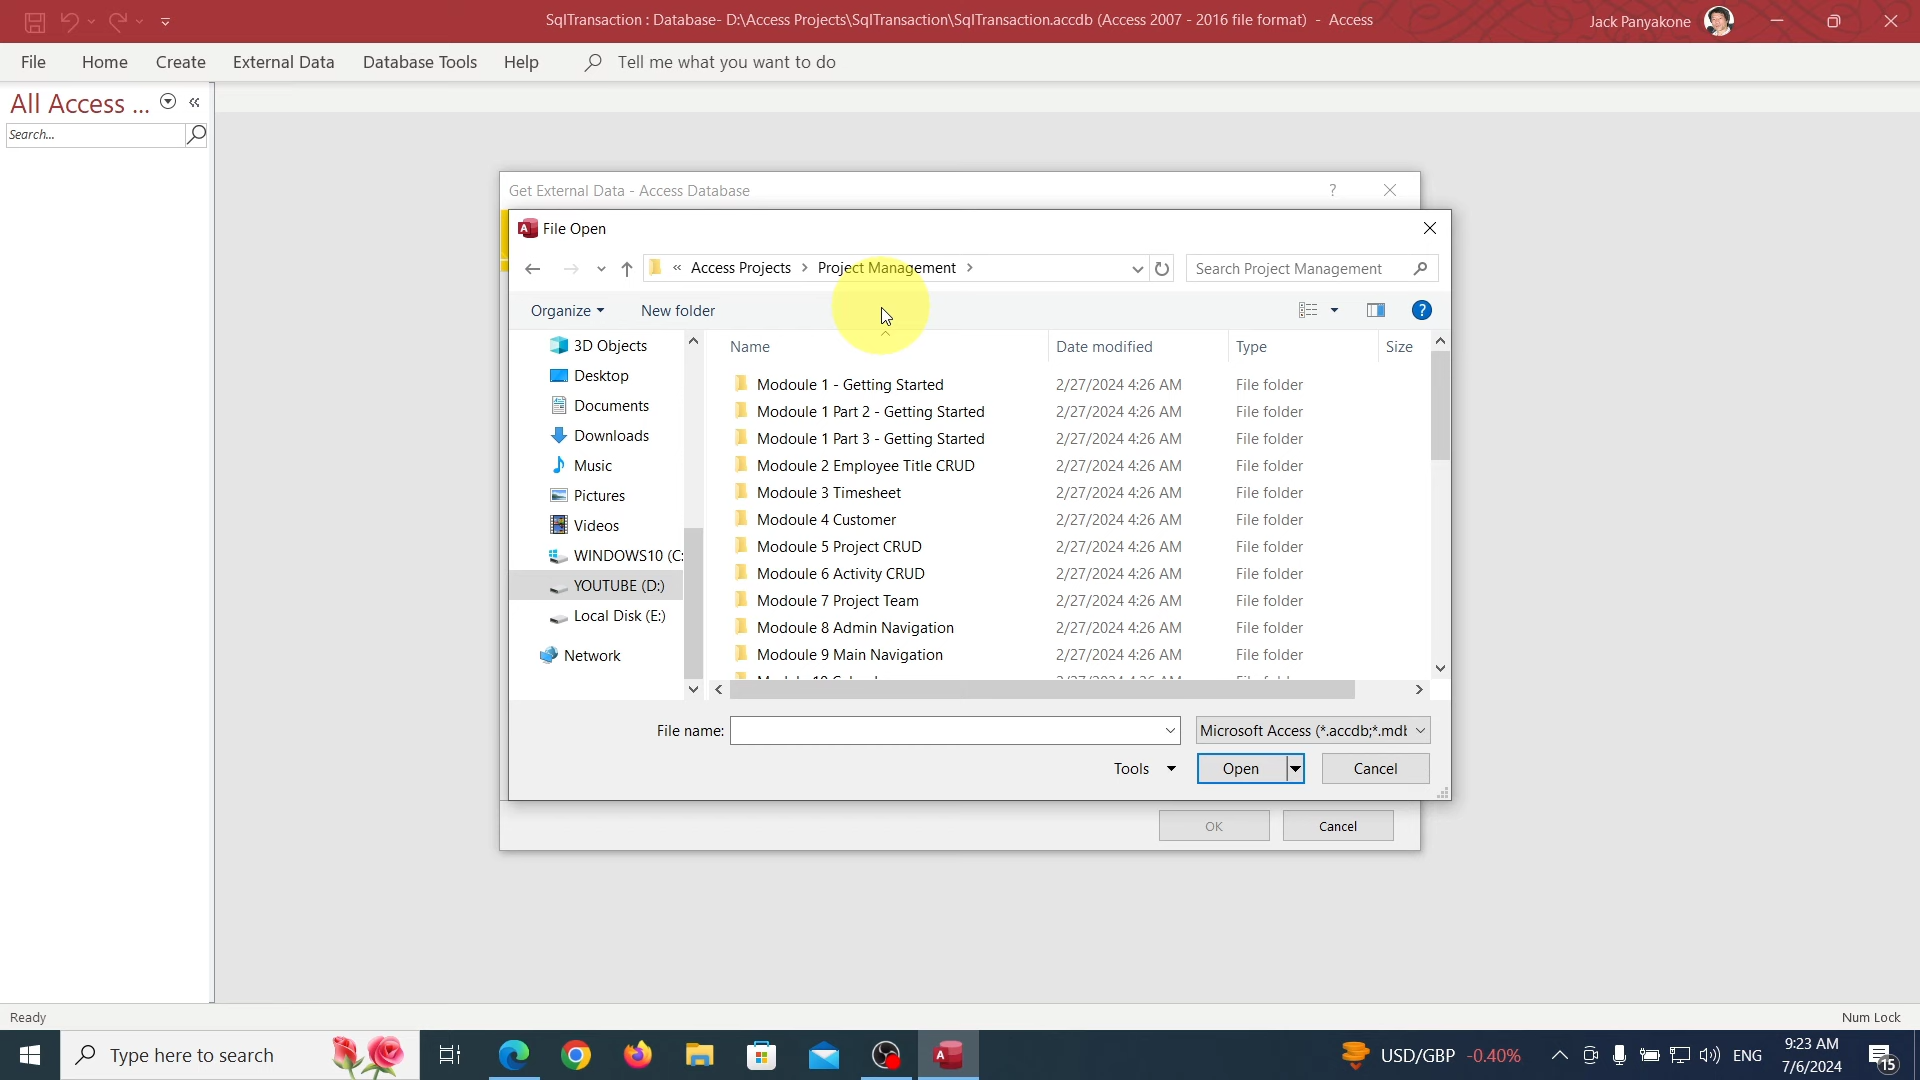 SqlTransaction : Database- D:\Access Projects\SqlTransaction\SqlTransaction.accdb (Access 2007 - 2016 file format) - Access
Jack Panyakone
File Home Create External Data Database Tools Help Tell me what you want to do
All Access ...
Search...
Get External Data - Access Database ?
A File Open
« Access Projects > Project Management >
Search Project Management
Organize New folder ?
Name Date modified Type Size
3D Objects
Desktop
Documents
Downloads
Music
Pictures
Videos
WINDOWS10 (C:
YOUTUBE (D:)
Local Disk (E:)
Network
Modoule 1 - Getting Started 2/27/2024 4:26 AM File folder
Modoule 1 Part 2 - Getting Started 2/27/2024 4:26 AM File folder
Modoule 1 Part 3 - Getting Started 2/27/2024 4:26 AM File folder
Modoule 2 Employee Title CRUD 2/27/2024 4:26 AM File folder
Modoule 3 Timesheet 2/27/2024 4:26 AM File folder
Modoule 4 Customer 2/27/2024 4:26 AM File folder
Modoule 5 Project CRUD 2/27/2024 4:26 AM File folder
Modoule 6 Activity CRUD 2/27/2024 4:26 AM File folder
Modoule 7 Project Team 2/27/2024 4:26 AM File folder
Modoule 8 Admin Navigation 2/27/2024 4:26 AM File folder
Modoule 9 Main Navigation 2/27/2024 4:26 AM File folder
File name: Microsoft Access (*.accdb;*.mdb
Tools Open Cancel
OK Cancel
Ready Num Lock
Type here to search
A
USD/GBP -0.40%
ENG
9:23 AM
7/6/2024
15